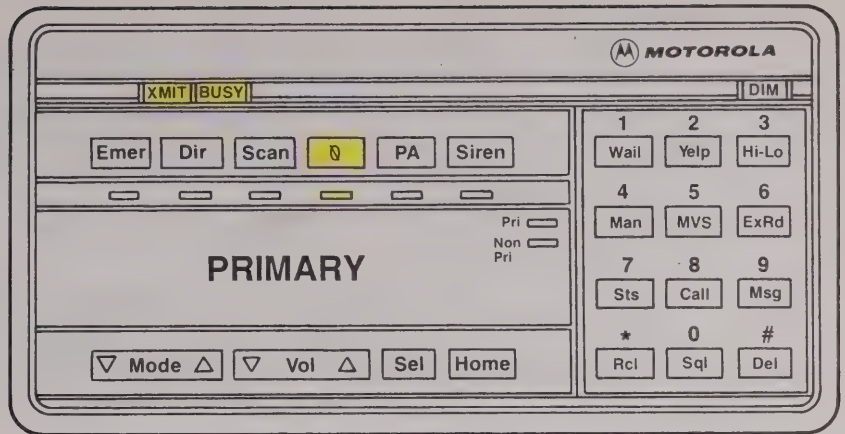 MOTOROLA
XMIT BUSY DIM
Emer Dir Scan Ø PA Siren
Pri
Non
Pri
PRIMARY
▽ Mode △ ▽ Vol △ Sel Home
1 2 3
Wail Yelp Hi-Lo
4 5 6
Man MVS ExRd
7 8 9
Sts Call Msg
* 0 #
Rcl Sql Del